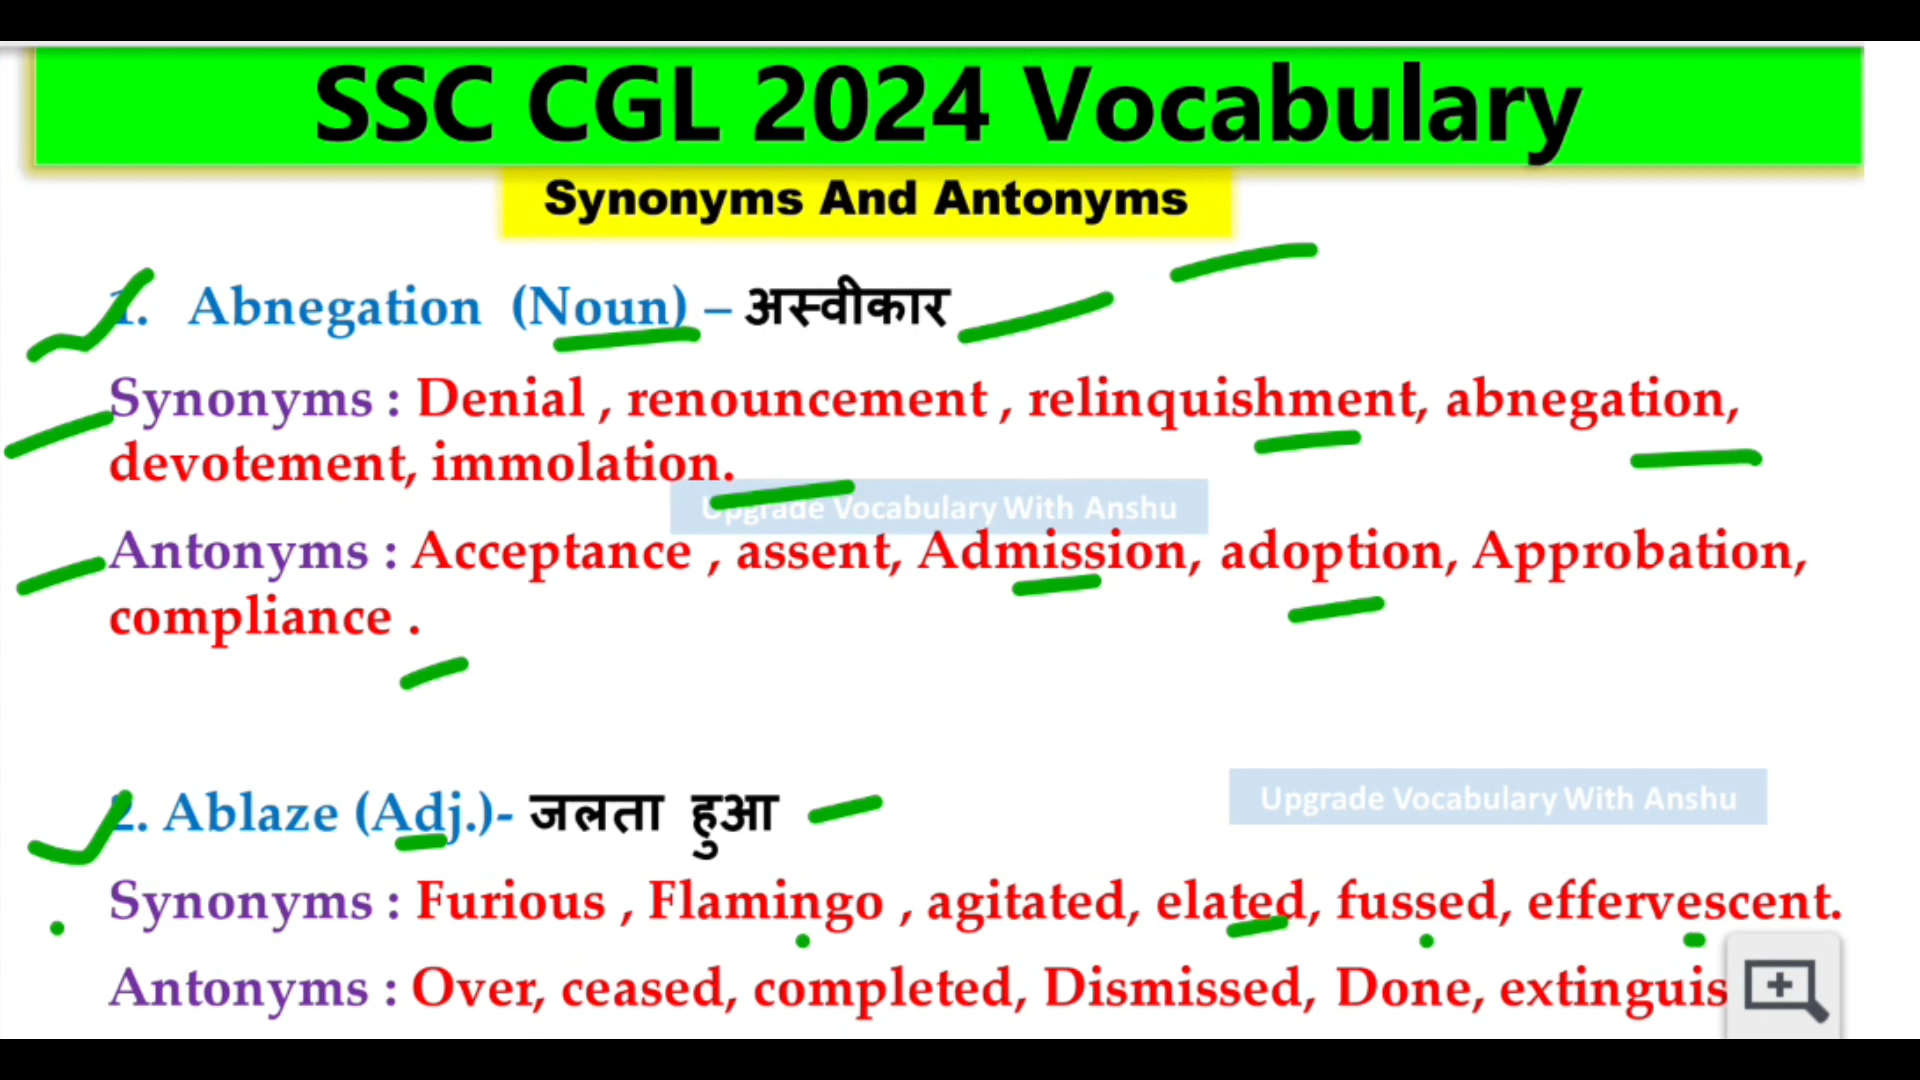 SSC CGL 2024 Vocabulary
Synonyms And Antonyms
1. Abnegation (Noun) – अस्वीकार
Synonyms : Denial , renouncement , relinquishment, abnegation,
devotement, immolation.
Upgrade Vocabulary With Anshu
Antonyms : Acceptance , assent, Admission, adoption, Approbation,
compliance .
2. Ablaze (Adj.)- जलता हुआ
Upgrade Vocabulary With Anshu
Synonyms : Furious , Flamingo , agitated, elated, fussed, effervescent.
Antonyms : Over, ceased, completed, Dismissed, Done, extinguis